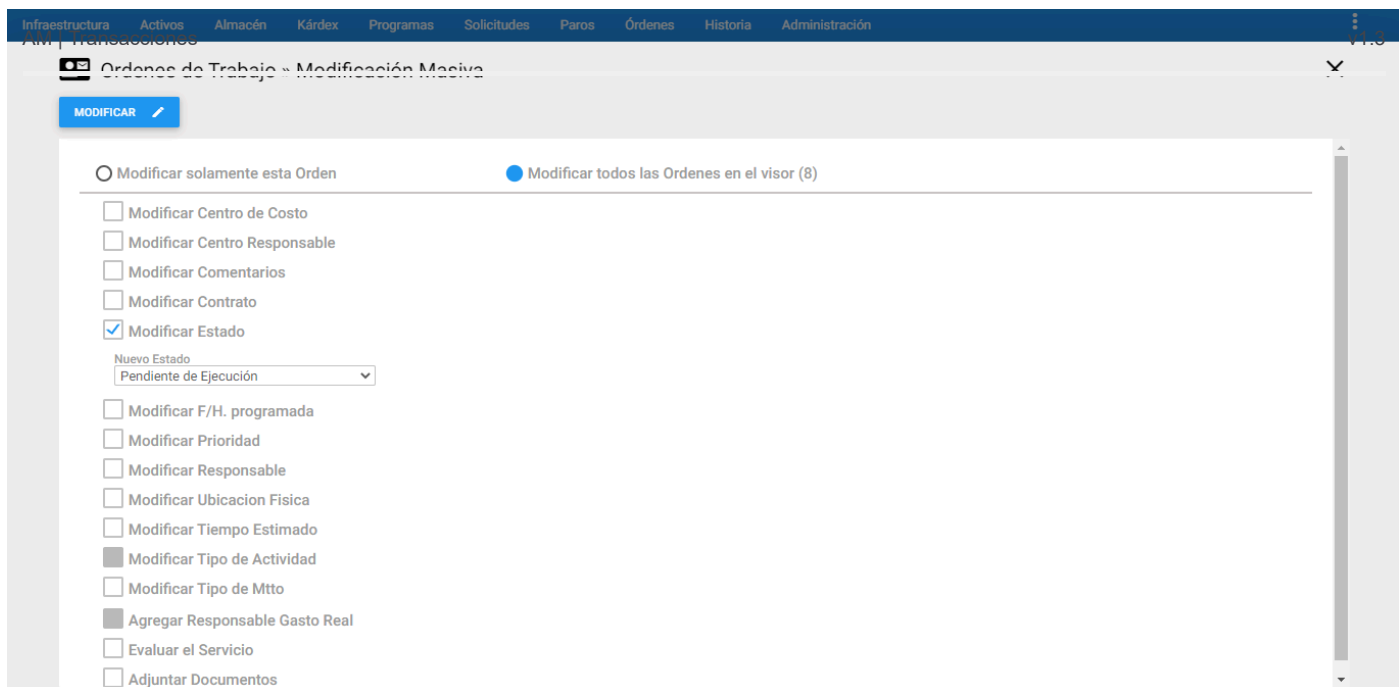 Infraestructura Activos Almacén Kárdex Programas Solicitudes Paros Órdenes Historia Administración
AM | Transacciones v1.3
Ordenes de Trabajo » Modificación Masiva
MODIFICAR
Modificar solamente esta Orden Modificar todos las Ordenes en el visor (8)
Modificar Centro de Costo
Modificar Centro Responsable
Modificar Comentarios
Modificar Contrato
Modificar Estado
Nuevo Estado
Pendiente de Ejecución
Modificar F/H. programada
Modificar Prioridad
Modificar Responsable
Modificar Ubicacion Fisica
Modificar Tiempo Estimado
Modificar Tipo de Actividad
Modificar Tipo de Mtto
Agregar Responsable Gasto Real
Evaluar el Servicio
Adjuntar Documentos